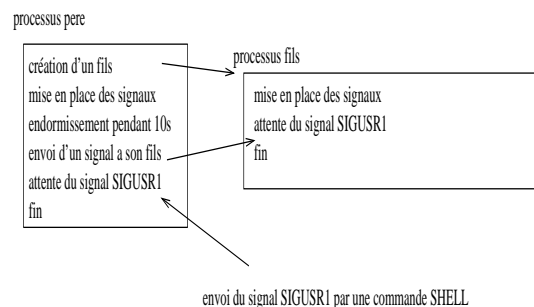 processus pere
création d'un fils
mise en place des signaux
endormissement pendant 10s
envoi d'un signal a son fils
attente du signal SIGUSR1
fin
processus fils
mise en place des signaux
attente du signal SIGUSR1
fin
envoi du signal SIGUSR1 par une commande SHELL